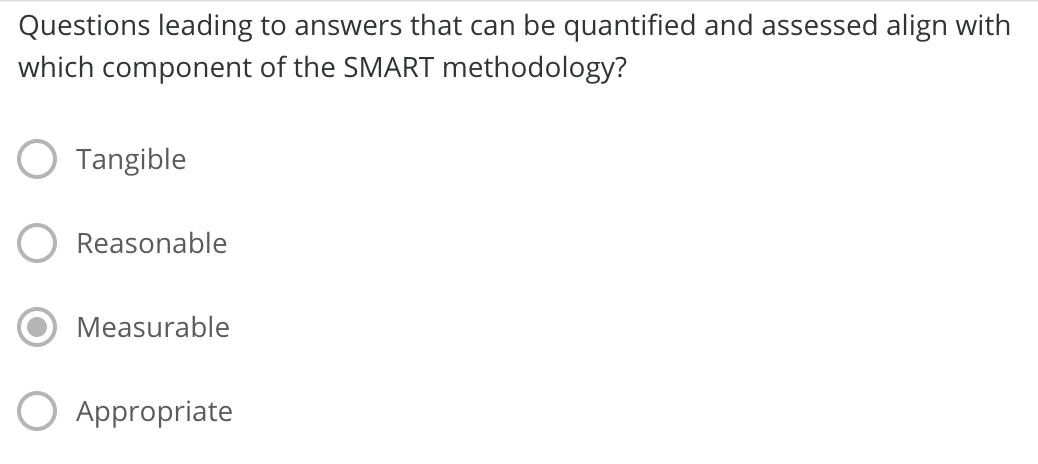 Questions leading to answers that can be quantified and assessed align with
which component of the SMART methodology?
Tangible
Reasonable
Measurable
Appropriate